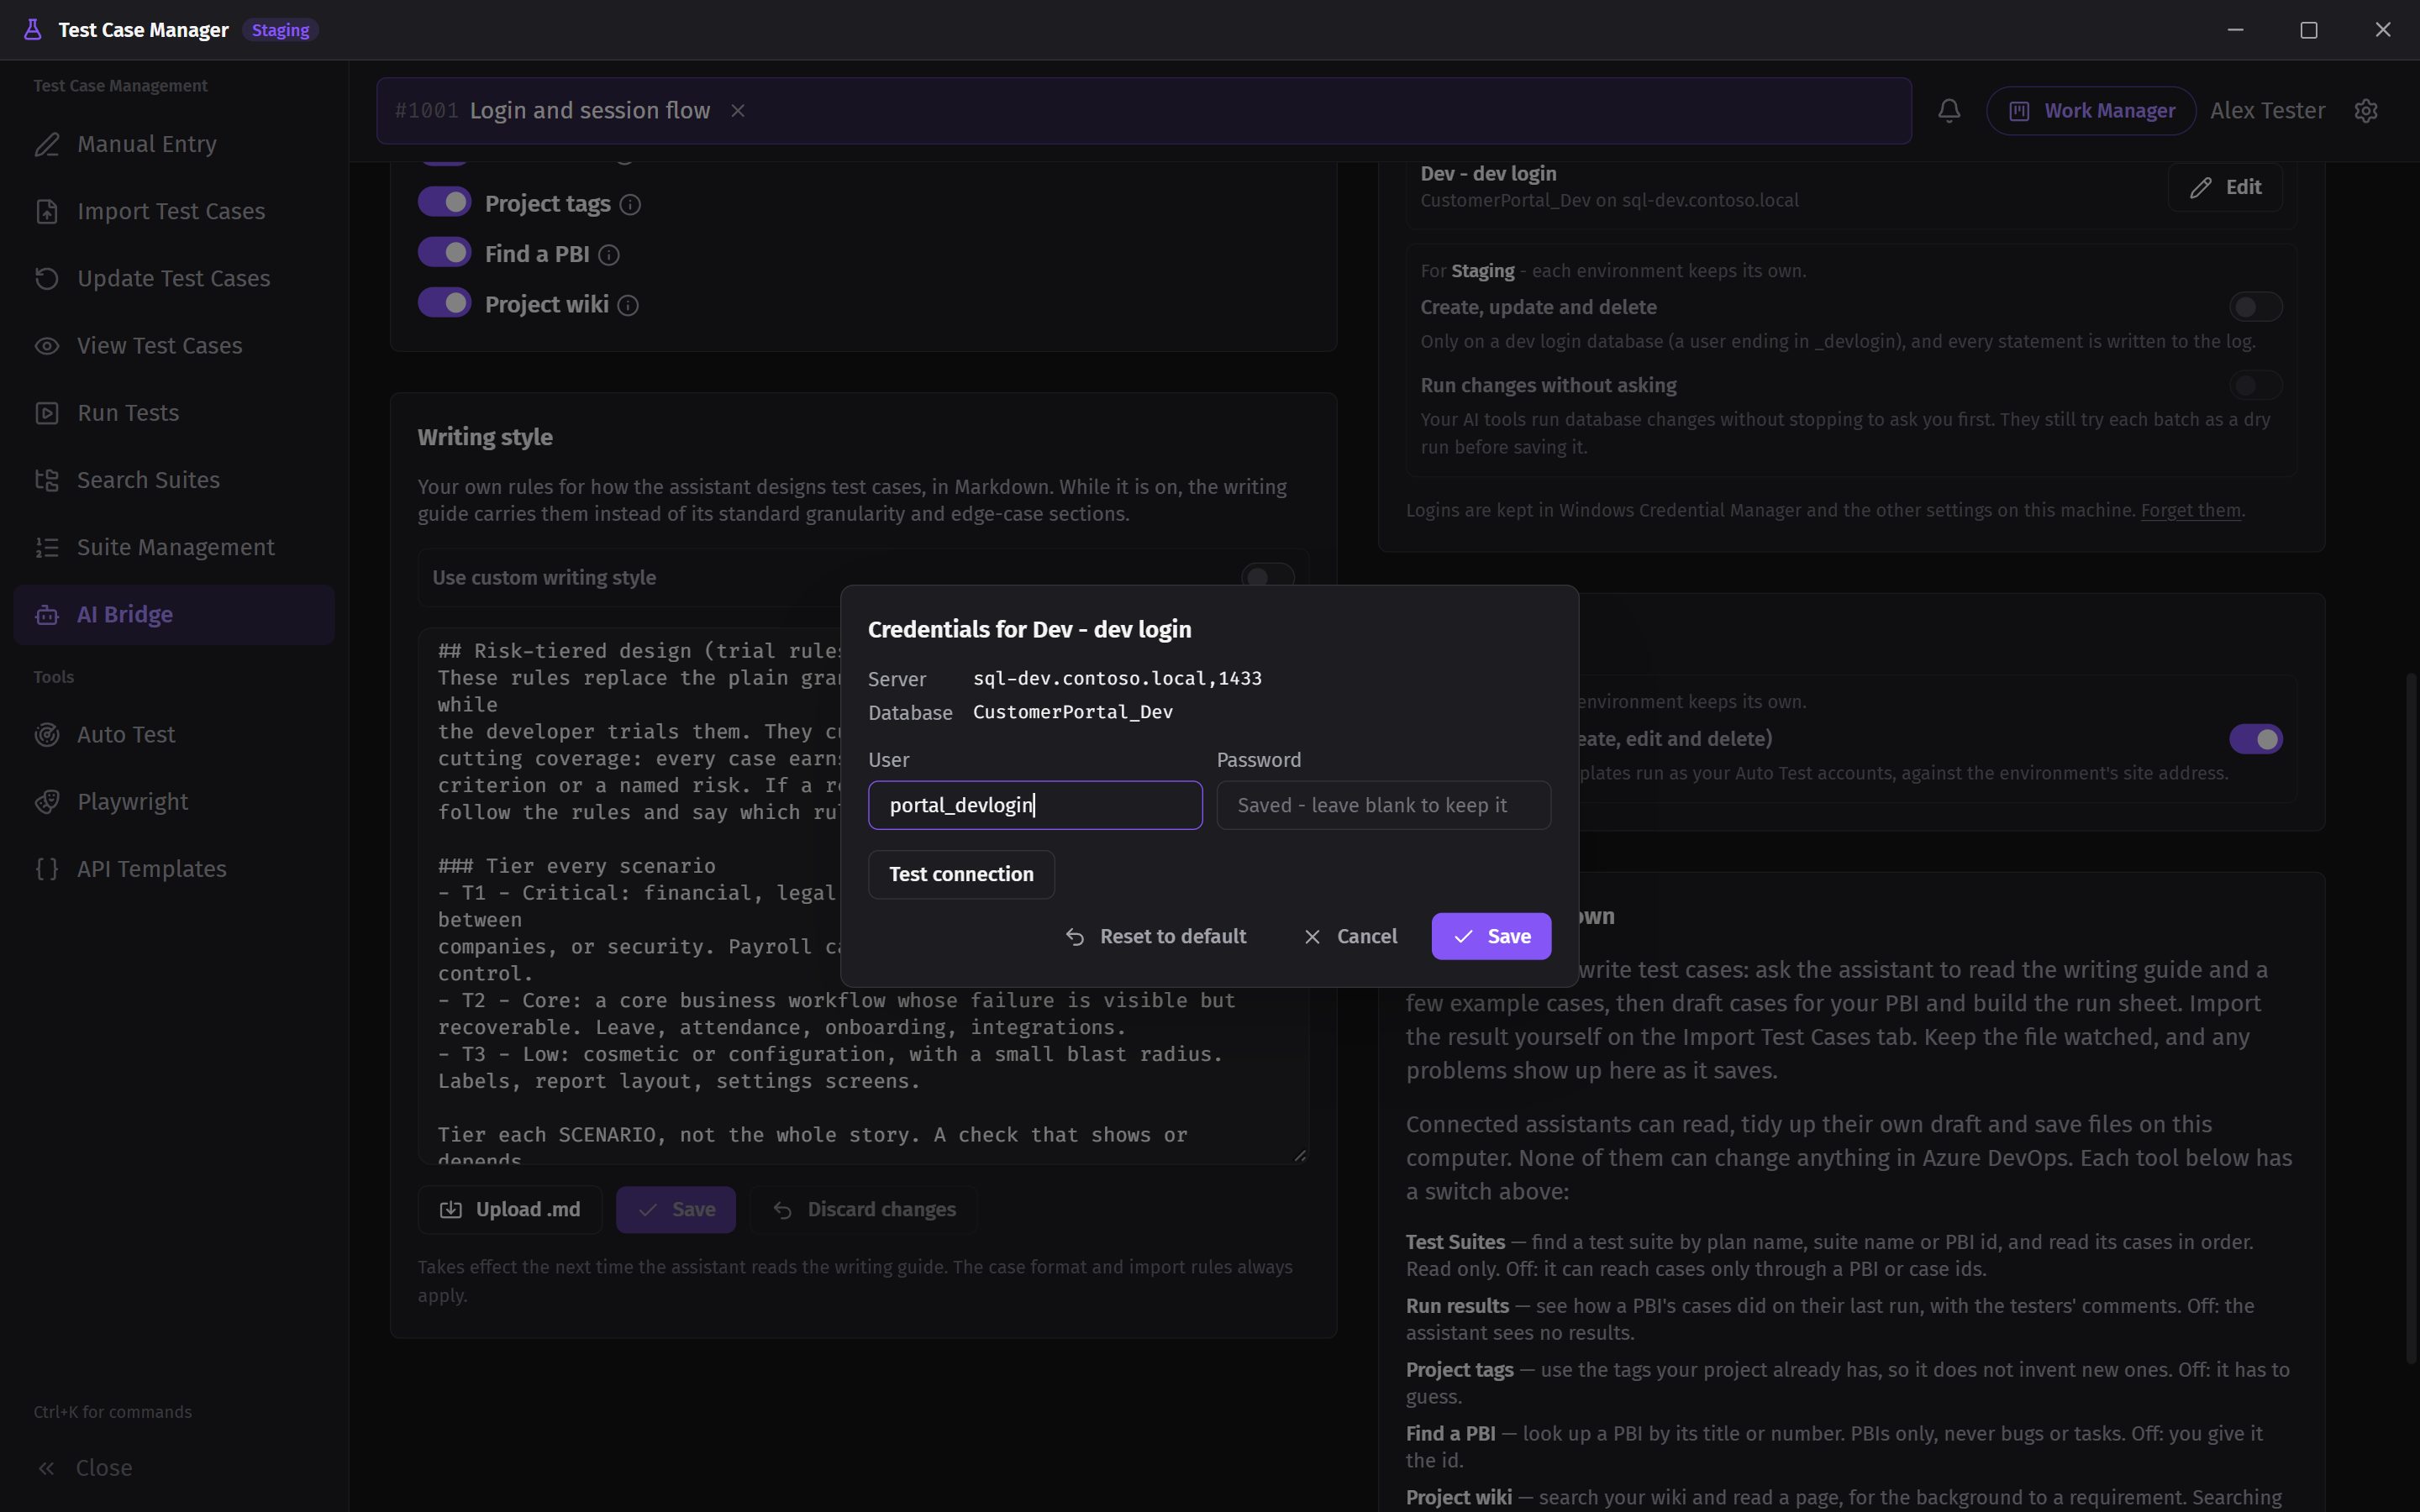 Test Case Manager Staging
Test Case Management
Manual Entry
Import Test Cases
Update Test Cases
View Test Cases
Run Tests
Search Suites
Suite Management
AI Bridge
Tools
Auto Test
Playwright
API Templates
Ctrl+K for commands
Close
#1001 Login and session flow
Work Manager
Alex Tester
Project tags
Find a PBI
Project wiki
Writing style
Your own rules for how the assistant designs test cases, in Markdown. While it is on, the writing
guide carries them instead of its standard granularity and edge-case sections.
Use custom writing style
## Risk-tiered design (trial rules
These rules replace the plain
while
the developer trials them. They
cutting coverage: every case earns
criterion or a named risk. If a
follow the rules and say which
### Tier every scenario
- T1 - Critical: financial, legal
between
companies, or security. Payroll
control.
- T2 - Core: a core business workflow whose failure is visible but
recoverable. Leave, attendance, onboarding, integrations.
- T3 - Low: cosmetic or configuration, with a small blast radius.
Labels, report layout, settings screens.
Tier each SCENARIO, not the whole story. A check that shows or
depends
Upload .md
Save
Discard changes
Takes effect the next time the assistant reads the writing guide. The case format and import rules always
apply.
Dev - dev login
CustomerPortal_Dev on sql-dev.contoso.local
Edit
For Staging - each environment keeps its own.
Create, update and delete
Only on a dev login database (a user ending in _devlogin), and every statement is written to the log.
Run changes without asking
Your AI tools run database changes without stopping to ask you first. They still try each batch as a dry
run before saving it.
Logins are kept in Windows Credential Manager and the other settings on this machine. Forget them.
Credentials for Dev - dev login
Server sql-dev.contoso.local,1433
Database CustomerPortal_Dev
User
Password
portal_devlogin
Saved - leave blank to keep it
Test connection
Reset to default
Cancel
Save
environment keeps its own.
edit and delete)
run as your Auto Test accounts, against the environment's site address.
write test cases: ask the assistant to read the writing guide and a
few example cases, then draft cases for your PBI and build the run sheet. Import
the result yourself on the Import Test Cases tab. Keep the file watched, and any
problems show up here as it saves.
Connected assistants can read, tidy up their own draft and save files on this
computer. None of them can change anything in Azure DevOps. Each tool below has
a switch above:
Test Suites — find a test suite by plan name, suite name or PBI id, and read its cases in order.
Read only. Off: it can reach cases only through a PBI or case ids.
Run results — see how a PBI's cases did on their last run, with the testers' comments. Off: the
assistant sees no results.
Project tags — use the tags your project already has, so it does not invent new ones. Off: it has to
guess.
Find a PBI — look up a PBI by its title or number. PBIs only, never bugs or tasks. Off: you give it
the id.
Project wiki — search your wiki and read a page, for the background to a requirement. Searching